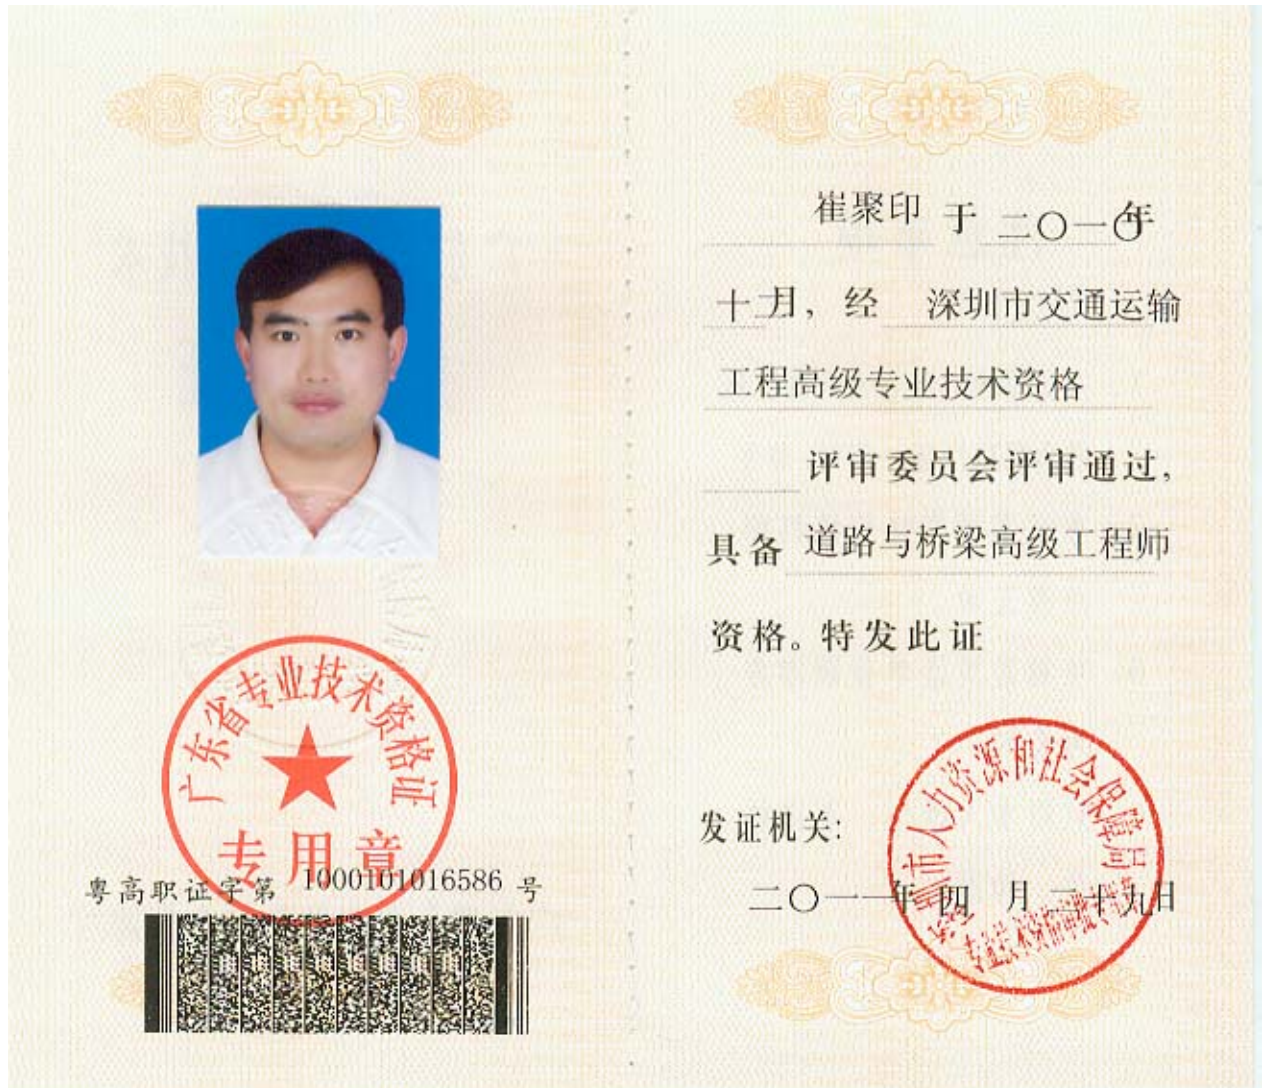 广东省专业技术资格证
专用章
粤高职证字第 1000101016586 号
崔聚印 于 二〇一〇年
十二月，经 深圳市交通运输
工程高级专业技术资格
评审委员会评审通过，
具备 道路与桥梁高级工程师
资格。特发此证
发证机关：
深圳市人力资源和社会保障局
二〇一一年 四 月 二十九日